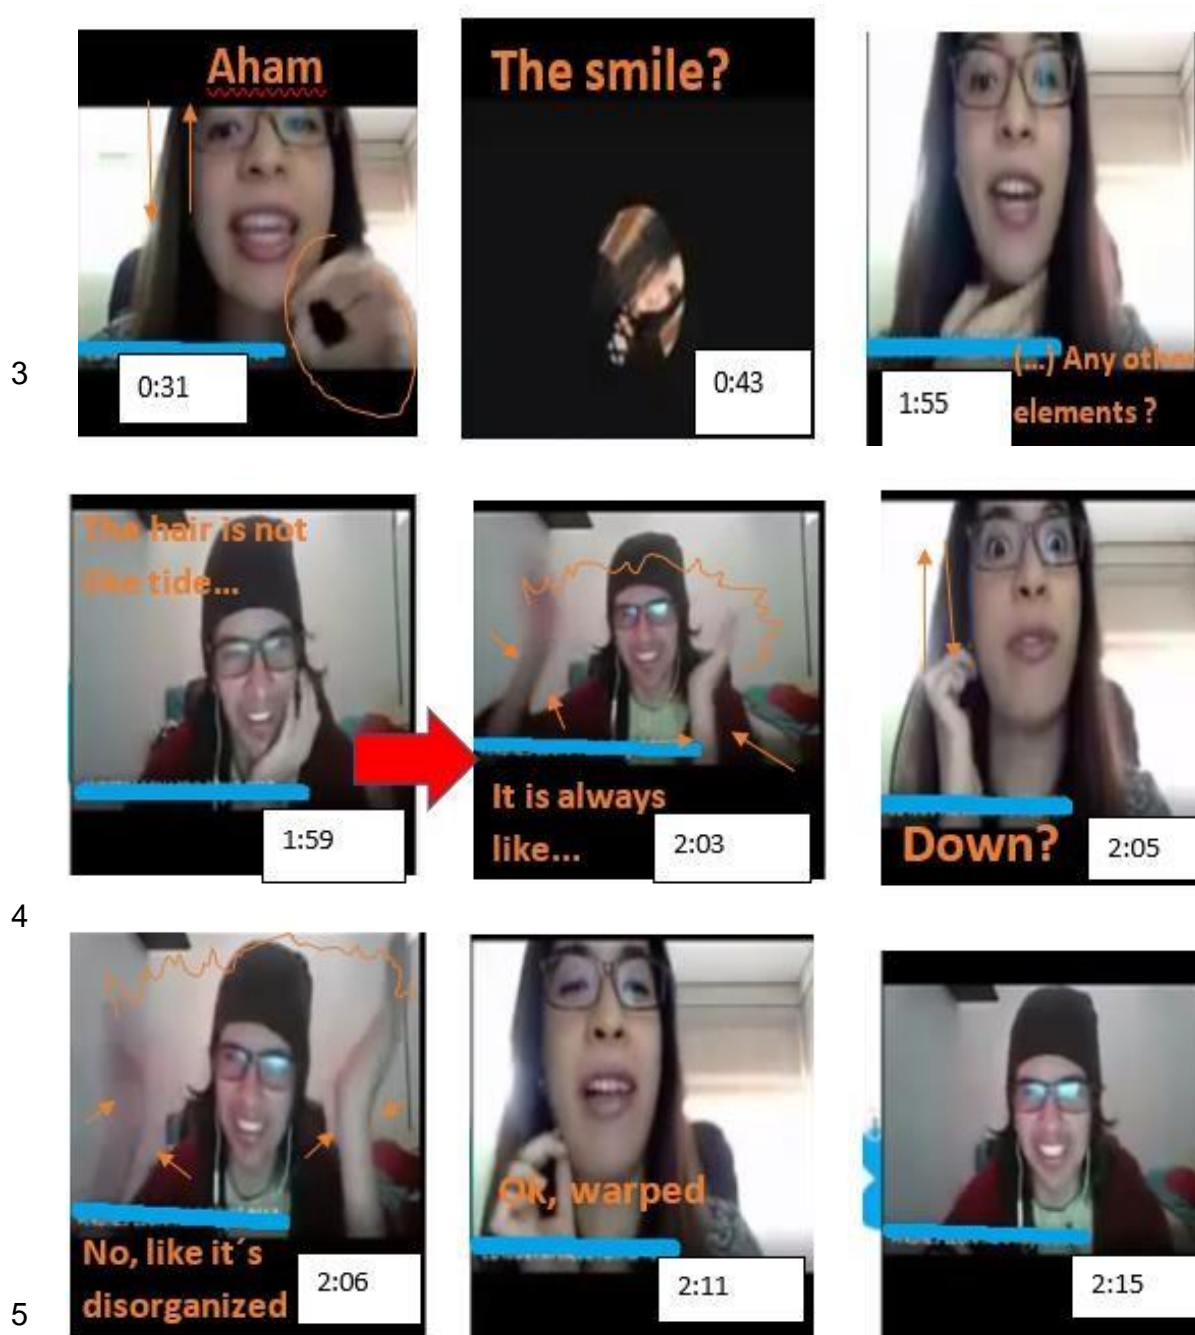 Aham
The smile?
3
0:31
0:43
1:55
(...) Any other
elements ?
The hair is not
like tide...
1:59
It is always
like...
2:03
Down?
2:05
4
No, like it´s
disorganized
2:06
Ok, warped
2:11
2:15
5